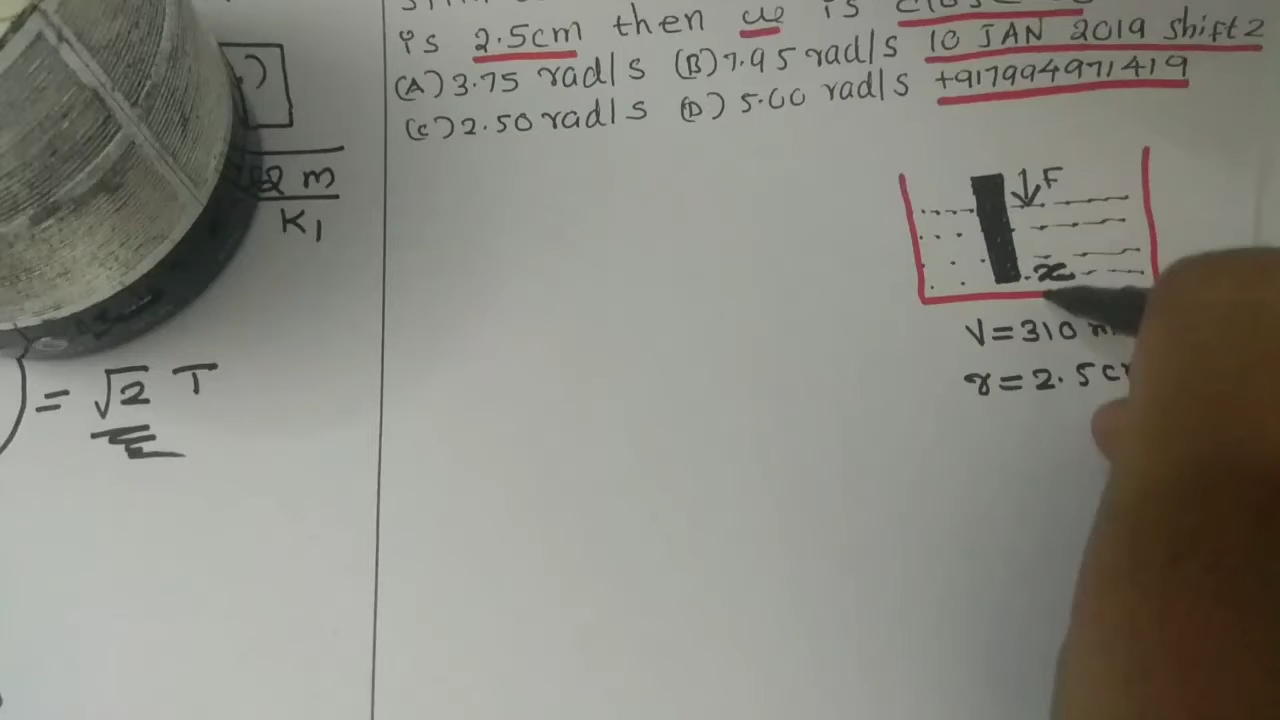 is 2.5cm then ω is close
(A) 3.75 rad/s (B) 7.95 rad/s 10 JAN 2019 shift2
(C) 2.50 rad/s (D) 5.00 rad/s +917994971419
F
x
V = 310 m
r = 2.5 c
2 m
K1
) = √2 T